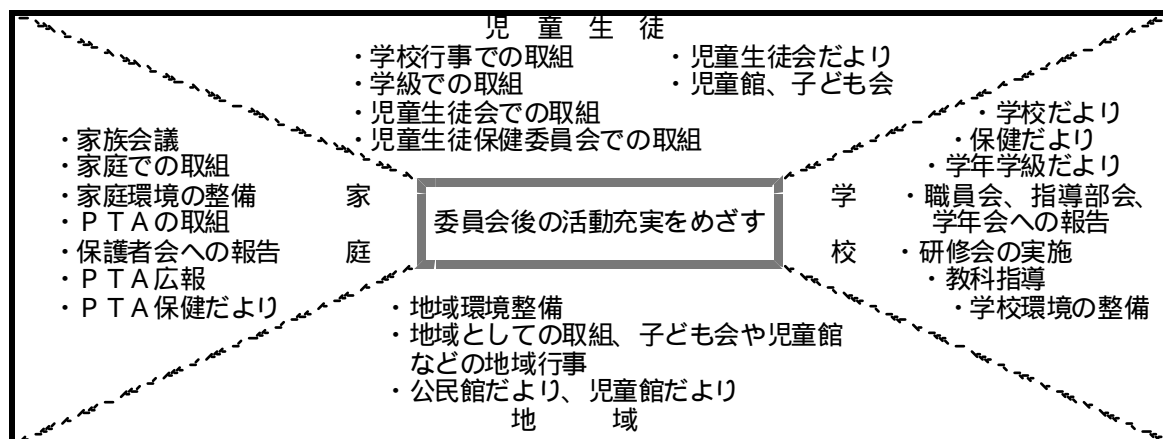 児童生徒
・学校行事での取組　・児童生徒会だより
・学級での取組　・児童館、子ども会
・児童生徒会での取組
・児童生徒保健委員会での取組
・家族会議
・家庭での取組
・家庭環境の整備
・ＰＴＡの取組
・保護者会への報告
・ＰＴＡ広報
・ＰＴＡ保健だより
家庭
委員会後の活動充実をめざす
学校
・学校だより
・保健だより
・学年学級だより
・職員会、指導部会、
学年会への報告
・研修会の実施
・教科指導
・学校環境の整備
・地域環境整備
・地域としての取組、子ども会や児童館
などの地域行事
・公民館だより、児童館だより
地域